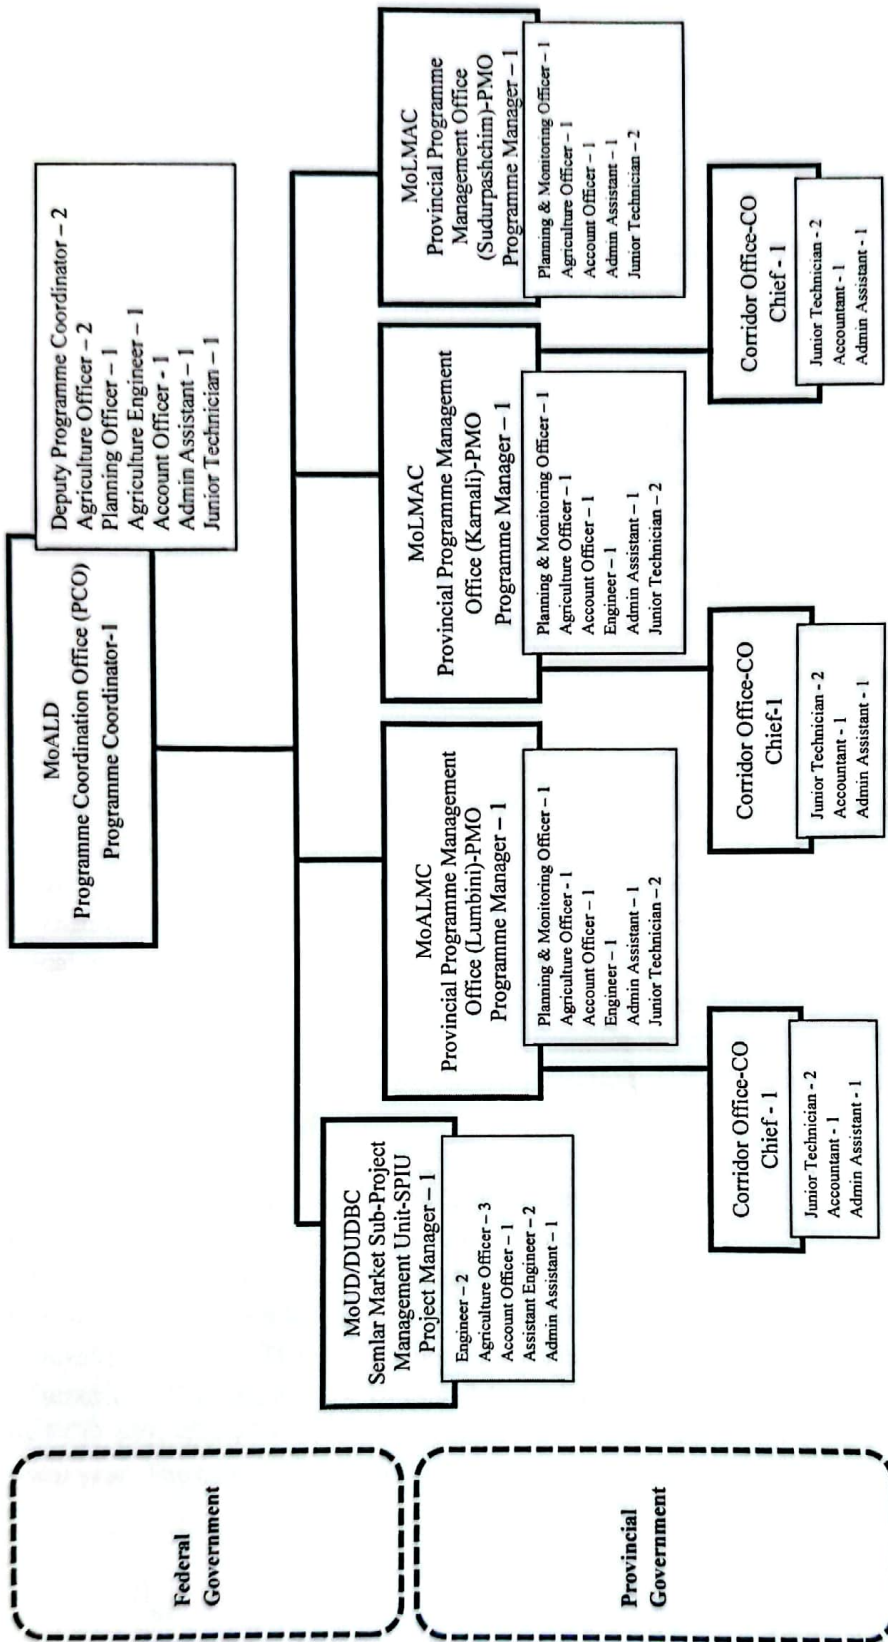 Federal
Government
MoALD
Programme Coordination Office (PCO)
Programme Coordinator-1
Deputy Programme Coordinator – 2
Agriculture Officer – 2
Planning Officer – 1
Agriculture Engineer – 1
Account Officer - 1
Admin Assistant – 1
Junior Technician – 1
MoUD/DUDBC
Semlar Market Sub-Project
Management Unit-SPIU
Project Manager – 1
Engineer – 2
Agriculture Officer – 3
Account Officer – 1
Assistant Engineer – 2
Admin Assistant – 1
Provincial
Government
MoALMC
Provincial Programme Management
Office (Lumbini)-PMO
Programme Manager – 1
Planning & Monitoring Officer – 1
Agriculture Officer - 1
Account Officer – 1
Engineer – 1
Admin Assistant – 1
Junior Technician – 2
MoLMAC
Provincial Programme Management
Office (Karnali)-PMO
Programme Manager – 1
Planning & Monitoring Officer – 1
Agriculture Officer – 1
Account Officer – 1
Engineer – 1
Admin Assistant – 1
Junior Technician – 2
MoLMAC
Provincial Programme
Management Office
(Sudurpashchim)-PMO
Programme Manager – 1
Planning & Monitoring Officer – 1
Agriculture Officer – 1
Account Officer – 1
Admin Assistant – 1
Junior Technician – 2
Corridor Office-CO
Chief - 1
Junior Technician - 2
Accountant - 1
Admin Assistant - 1
Corridor Office-CO
Chief-1
Junior Technician - 2
Accountant - 1
Admin Assistant - 1
Corridor Office-CO
Chief - 1
Junior Technician - 2
Accountant - 1
Admin Assistant - 1